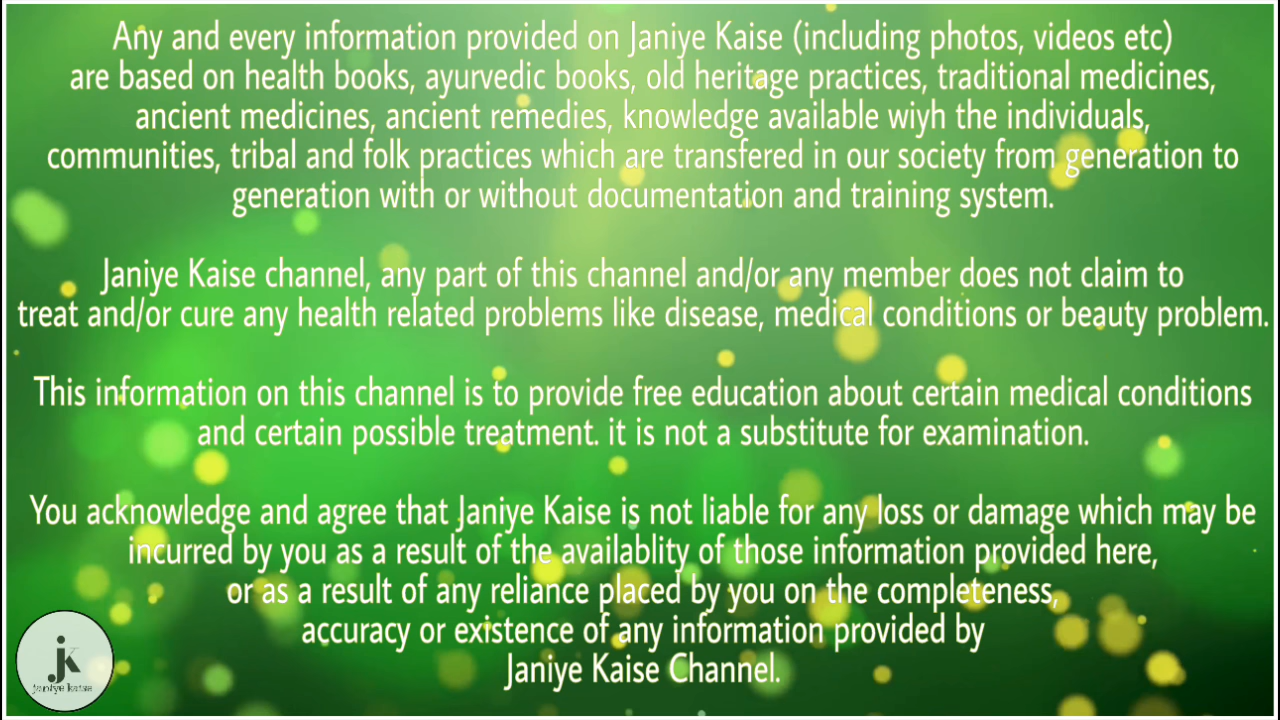 Any and every information provided on Janiye Kaise (including photos, videos etc)
are based on health books, ayurvedic books, old heritage practices, traditional medicines,
ancient medicines, ancient remedies, knowledge available wiyh the individuals,
communities, tribal and folk practices which are transfered in our society from generation to
generation with or without documentation and training system.
Janiye Kaise channel, any part of this channel and/or any member does not claim to
treat and/or cure any health related problems like disease, medical conditions or beauty problem.
This information on this channel is to provide free education about certain medical conditions
and certain possible treatment. it is not a substitute for examination.
You acknowledge and agree that Janiye Kaise is not liable for any loss or damage which may be
incurred by you as a result of the availablity of those information provided here,
or as a result of any reliance placed by you on the completeness,
accuracy or existence of any information provided by
Janiye Kaise Channel.
jk
janiye kaise